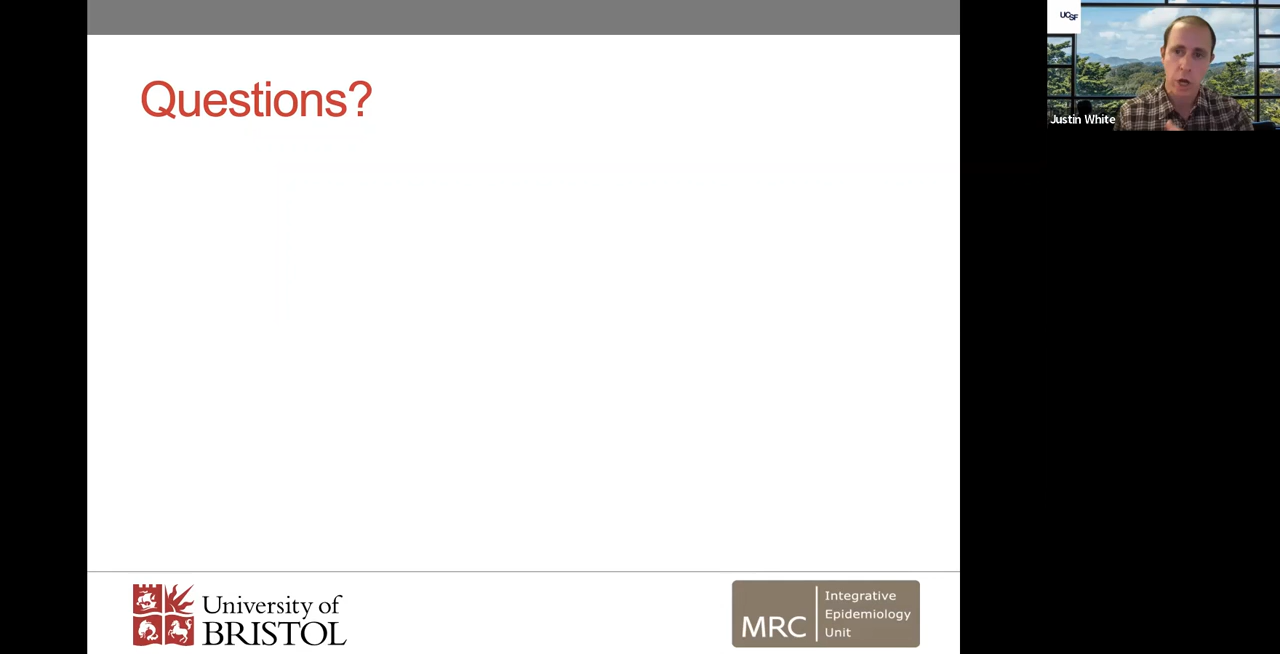 Questions?
UCSF
Justin White
University of
BRISTOL
MRC
Integrative
Epidemiology
Unit